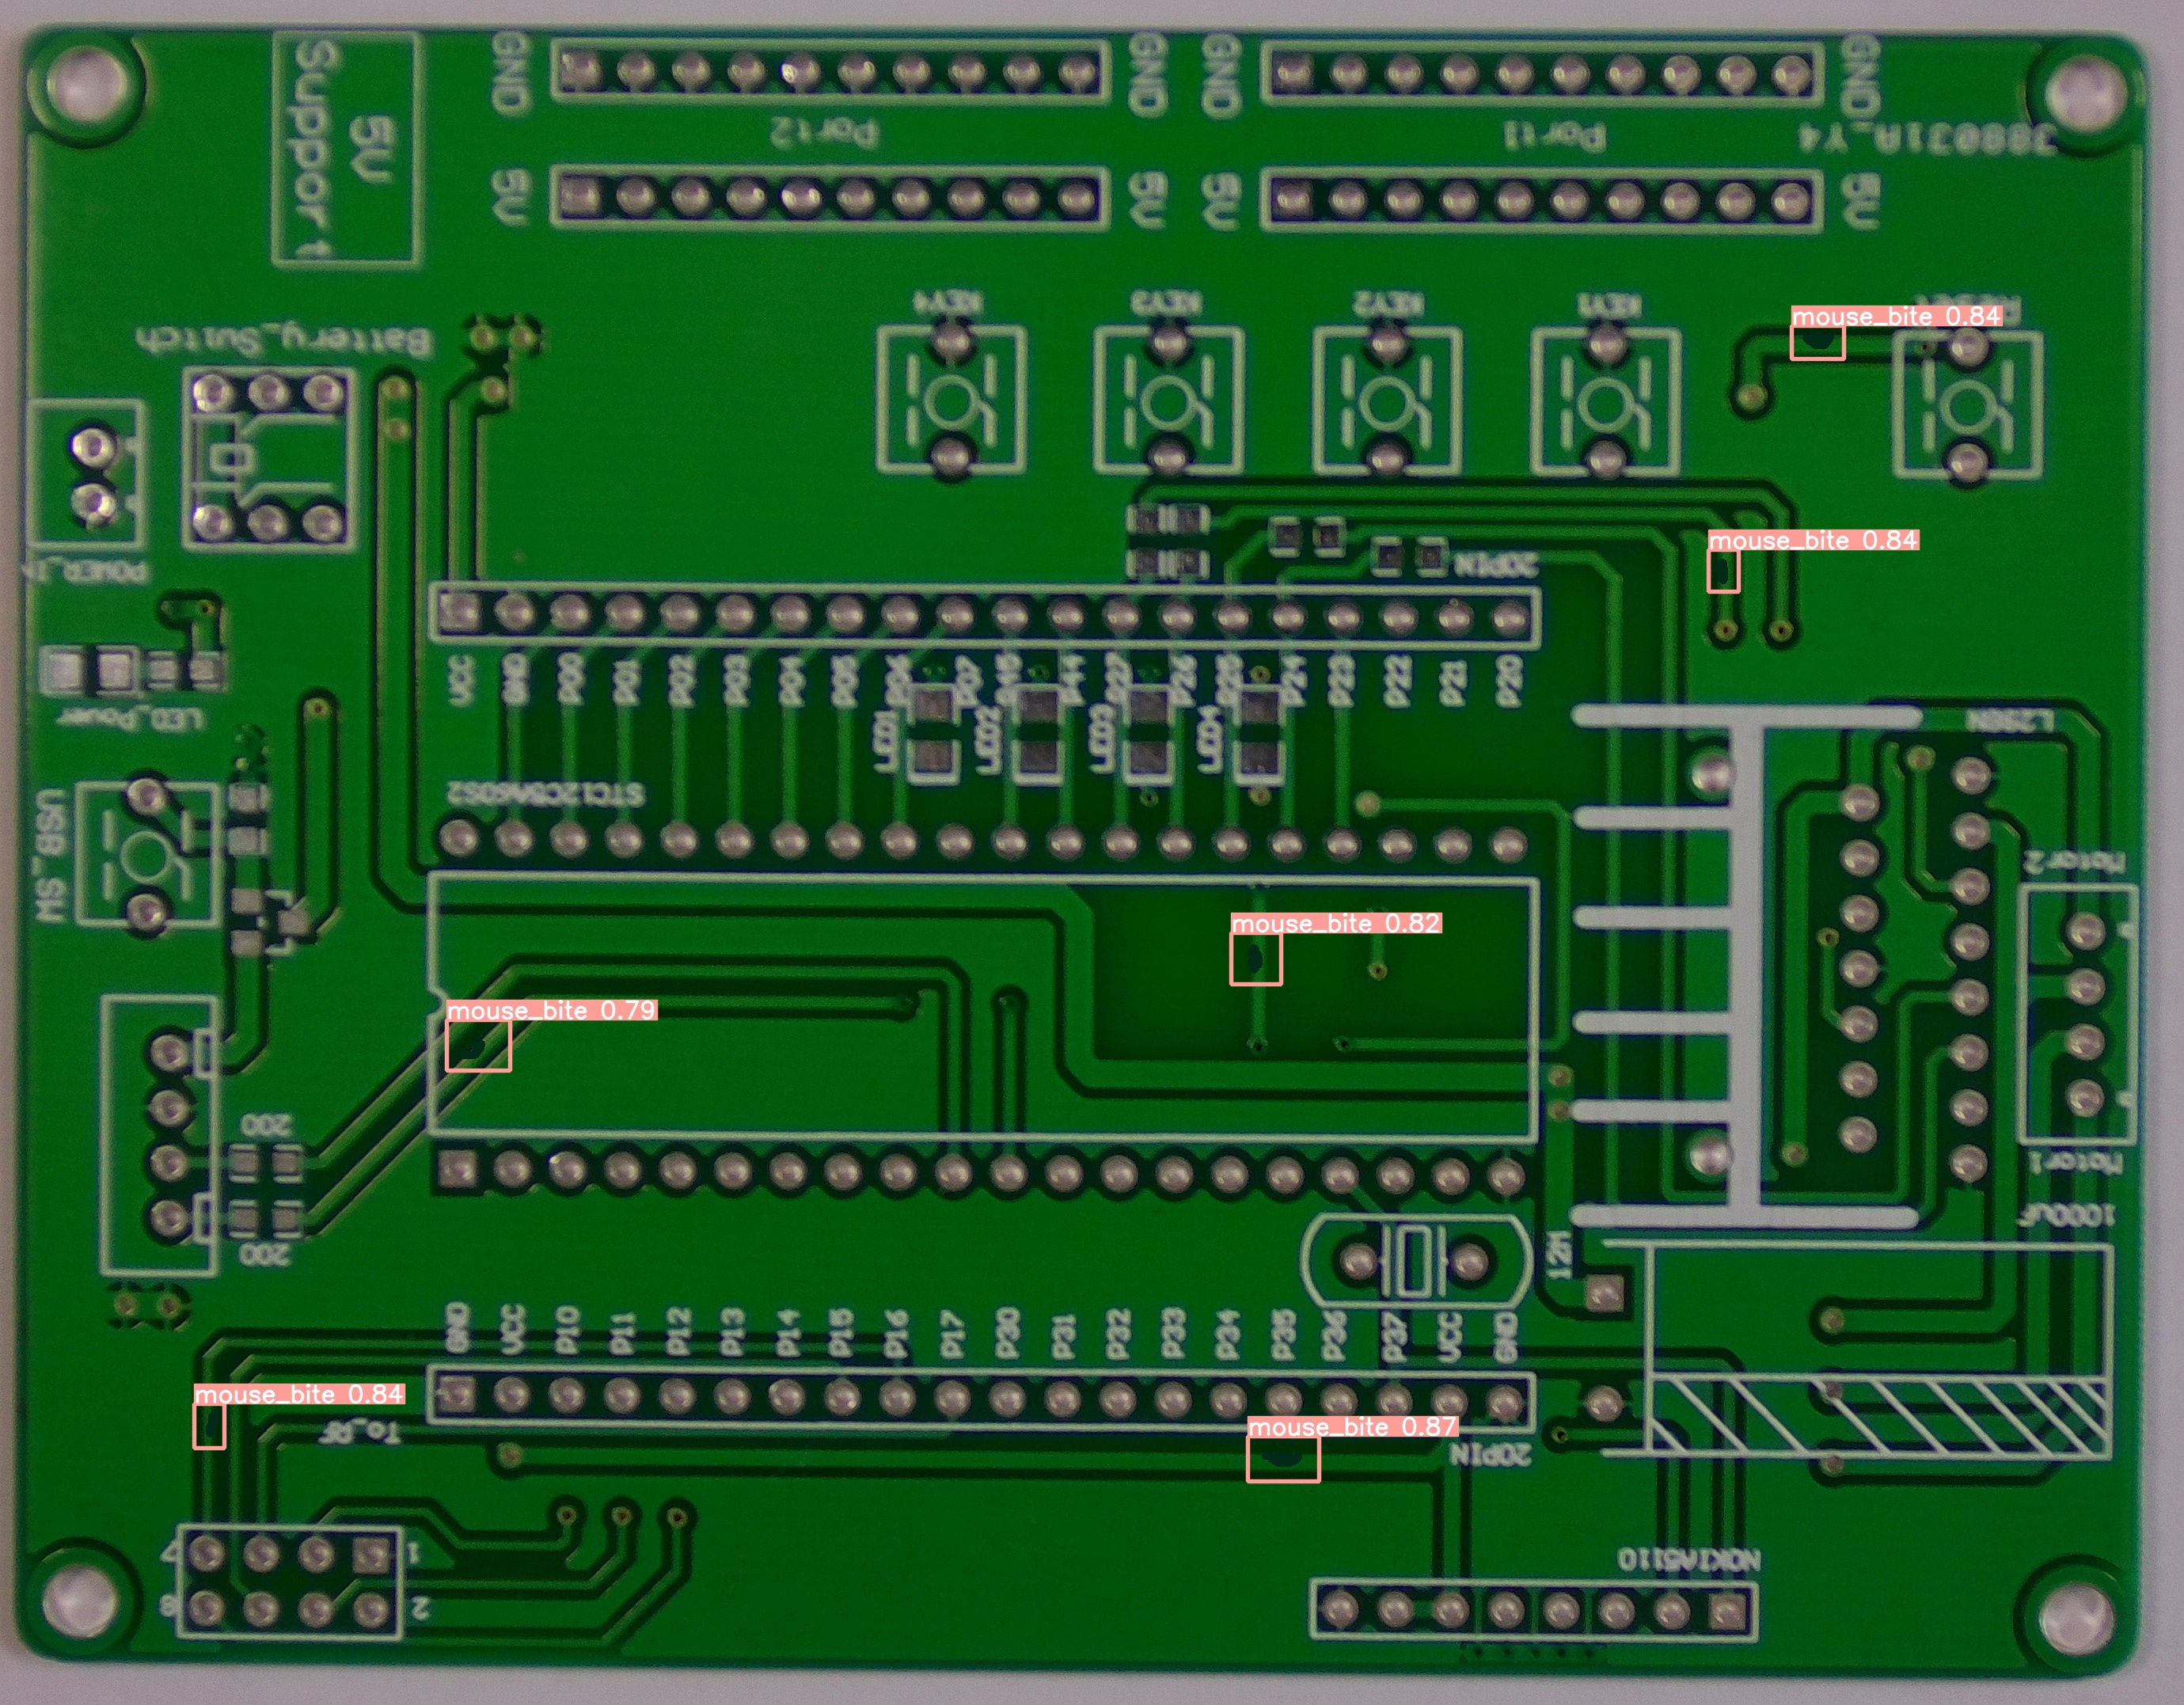 GND
GND
GND
GND
5V
Support
Port2
Port1
388031A_Y4
5V
5V
5V
5V
KEY4
KEY3
KEY2
KEY1
mouse_bite 0.84
Battery_Switch
mouse_bite 0.84
20PIN
VCC GND P00 P01 P02 P03 P04 P05 P06 P07 P45 P44 P27 P26 P25 P24 P23 P22 P21 P20
LED_Power
LED1
LED2
LED3
LED4
L298N
STC12C5A60S2
USB_SW
Motor2
mouse_bite 0.82
mouse_bite 0.79
200
Motor1
1000uF
200
12M
GND VCC P10 P11 P12 P13 P14 P15 P16 P17 P30 P31 P32 P33 P34 P35 P36 P37 VCC GND
mouse_bite 0.84
To_RF
mouse_bite 0.87
20PIN
7
1
NOKIA5110
8
2